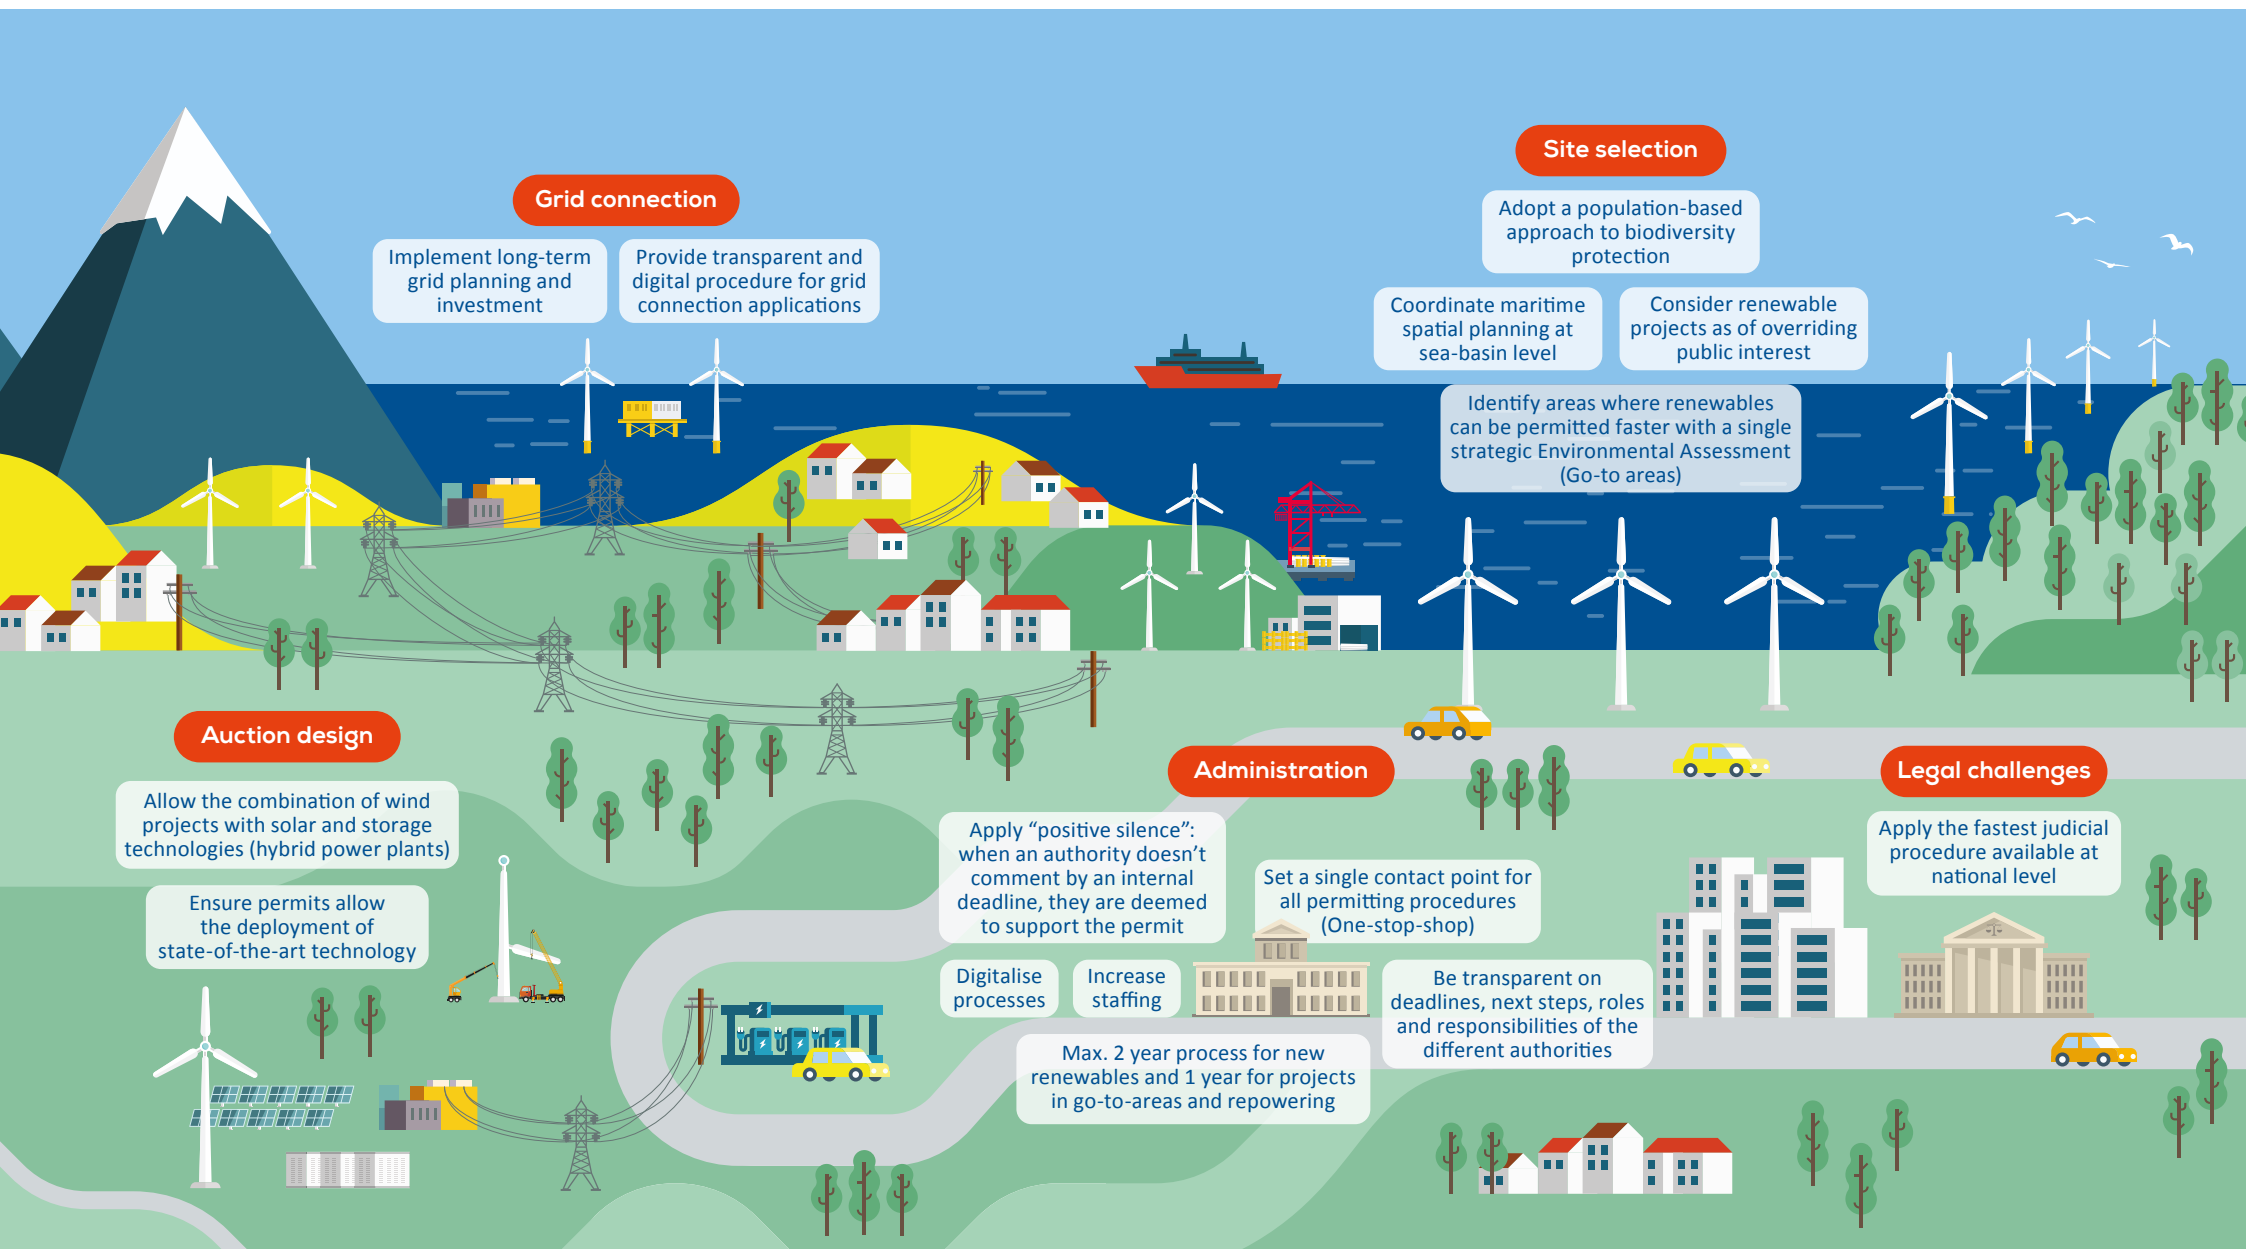 Grid connection
Implement long-term
grid planning and
investment
Provide transparent and
digital procedure for grid
connection applications
Site selection
Adopt a population-based
approach to biodiversity
protection
Coordinate maritime
spatial planning at
sea-basin level
Consider renewable
projects as of overriding
public interest
Identify areas where renewables
can be permitted faster with a single
strategic Environmental Assessment
(Go-to areas)
Auction design
Allow the combination of wind
projects with solar and storage
technologies (hybrid power plants)
Ensure permits allow
the deployment of
state-of-the-art technology
Administration
Apply “positive silence”:
when an authority doesn’t
comment by an internal
deadline, they are deemed
to support the permit
Set a single contact point for
all permitting procedures
(One-stop-shop)
Digitalise
processes
Increase
staffing
Be transparent on
deadlines, next steps, roles
and responsibilities of the
different authorities
Max. 2 year process for new
renewables and 1 year for projects
in go-to-areas and repowering
Legal challenges
Apply the fastest judicial
procedure available at
national level